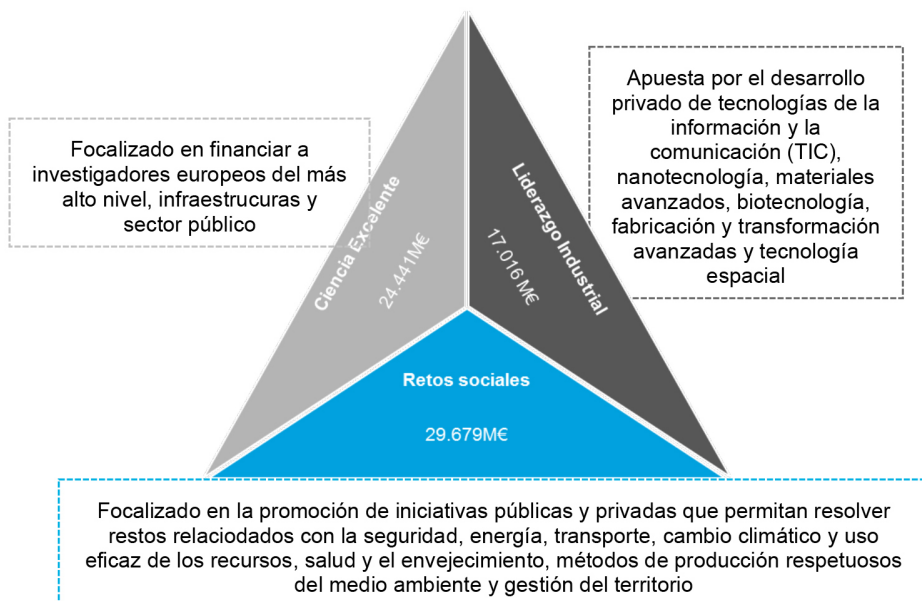 Focalizado en financiar a
investigadores europeos del más
alto nivel, infraestrucuras y
sector público
Ciencia Excelente
24.441M€
Liderazgo Industrial
17.016M€
Apuesta por el desarrollo
privado de tecnologías de la
información y la
comunicación (TIC),
nanotecnología, materiales
avanzados, biotecnología,
fabricación y transformación
avanzadas y tecnología
espacial
Retos sociales
29.679M€
Focalizado en la promoción de iniciativas públicas y privadas que permitan resolver
restos relaciodados con la seguridad, energía, transporte, cambio climático y uso
eficaz de los recursos, salud y el envejecimiento, métodos de producción respetuosos
del medio ambiente y gestión del territorio